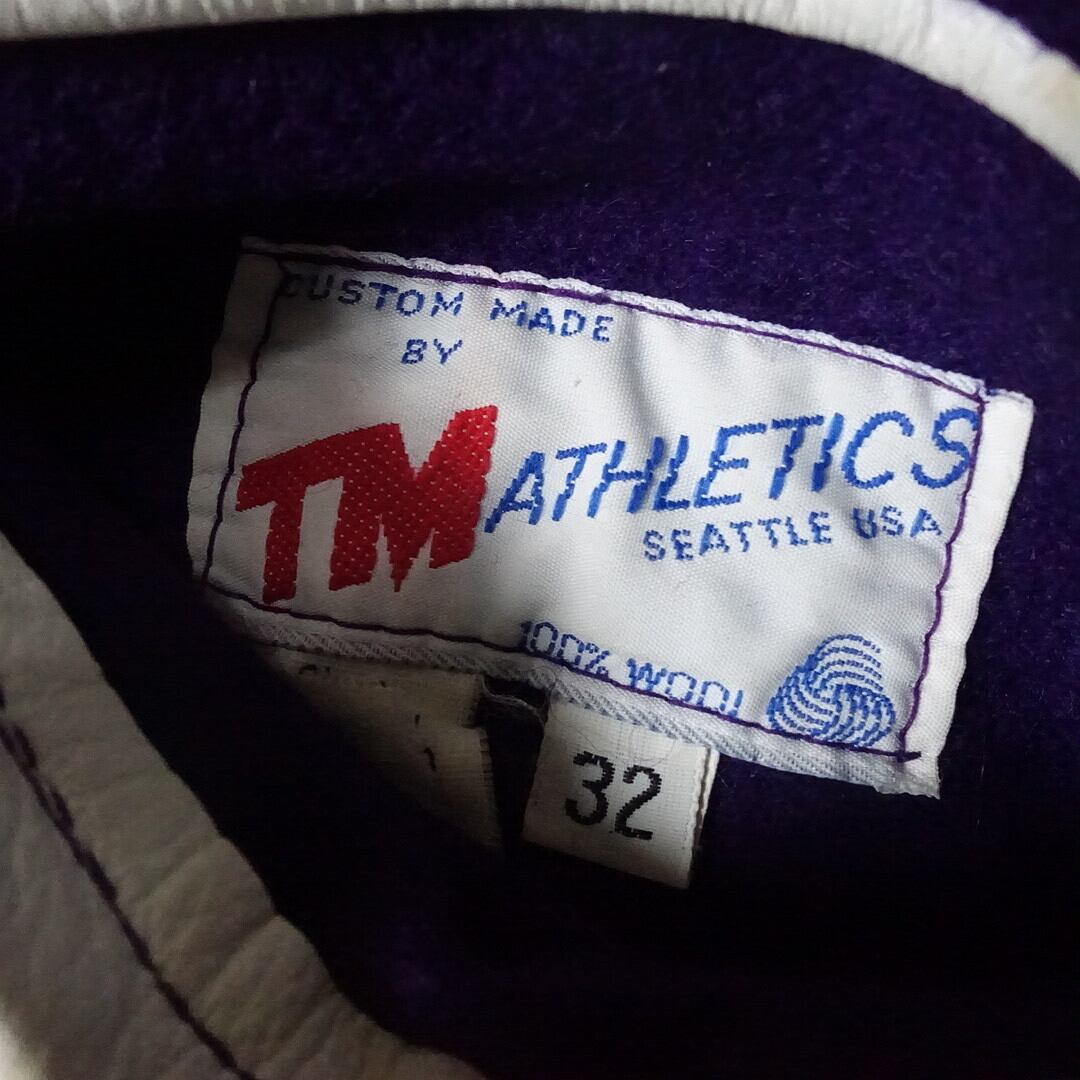 CUSTOM MADE
BY
TM ATHLETICS
SEATTLE USA
100% WOOL
32